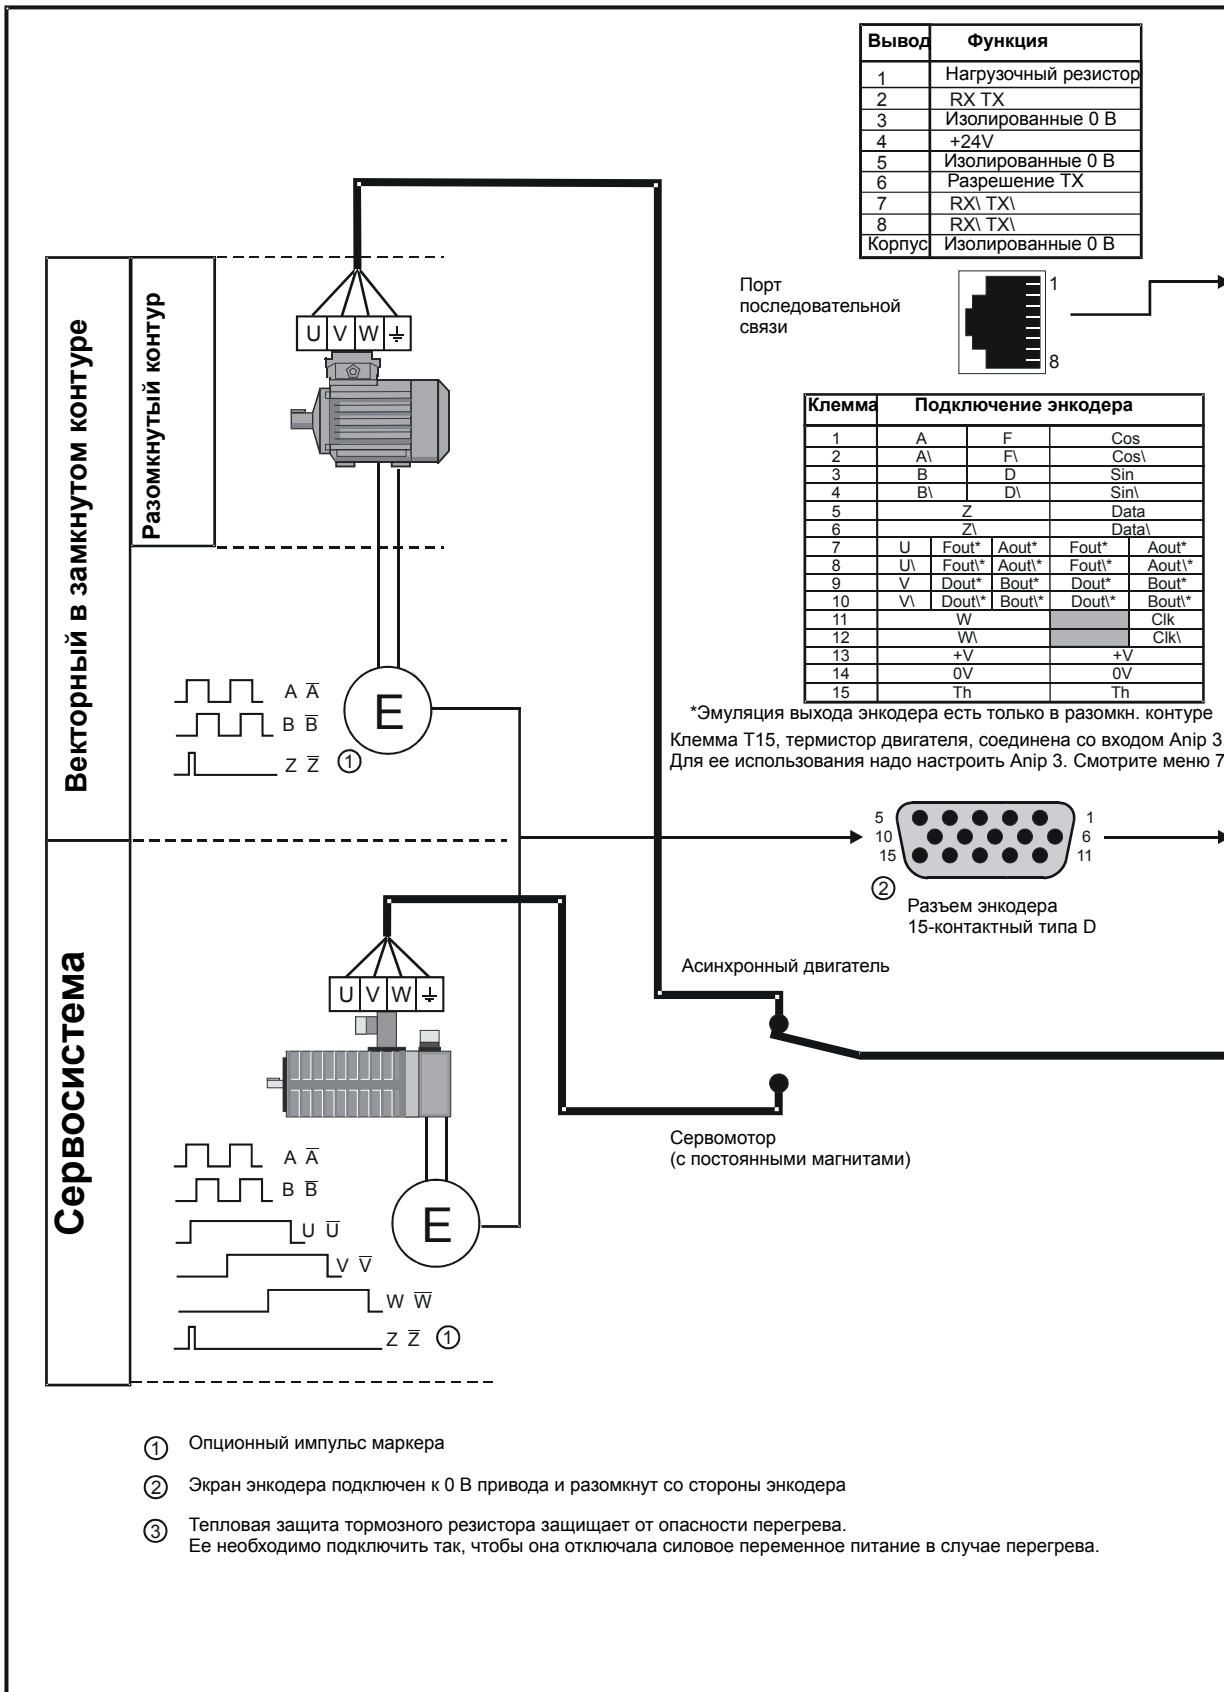 Вывод Функция
1 Нагрузочный резистор
2 RX TX
3 Изолированные 0 В
4 +24V
5 Изолированные 0 В
6 Разрешение TX
7 RX\ TX\
8 RX\ TX\
Корпус Изолированные 0 В
Порт
последовательной
связи
1
8
Векторный в замкнутом контуре
Разомкнутый контур
U V W
Клемма Подключение энкодера
1 A F Cos
2 A\ F\ Cos\
3 B D Sin
4 B\ D\ Sin\
5 Z Data
6 Z\ Data\
7 U Fout* Aout* Fout* Aout*
8 U\ Fout\* Aout\* Fout\* Aout\*
9 V Dout* Bout* Dout* Bout*
10 V\ Dout\* Bout\* Dout\* Bout\*
11 W Clk
12 W\ Clk\
13 +V +V
14 0V 0V
15 Th Th
*Эмуляция выхода энкодера есть только в разомкн. контуре
Клемма T15, термистор двигателя, соединена со входом Anip 3.
Для ее использования надо настроить Anip 3. Смотрите меню 7
A A̅
B B̅
Z Z̅ ①
E
5 1
10 6
15 11
②
Разъем энкодера
15-контактный типа D
Сервосистема
U V W
Асинхронный двигатель
Сервомотор
(с постоянными магнитами)
A A̅
B B̅
U U̅
V V̅
W W̅
Z Z̅ ①
E
① Опционный импульс маркера
② Экран энкодера подключен к 0 В привода и разомкнут со стороны энкодера
③ Тепловая защита тормозного резистора защищает от опасности перегрева.
Ее необходимо подключить так, чтобы она отключала силовое переменное питание в случае перегрева.